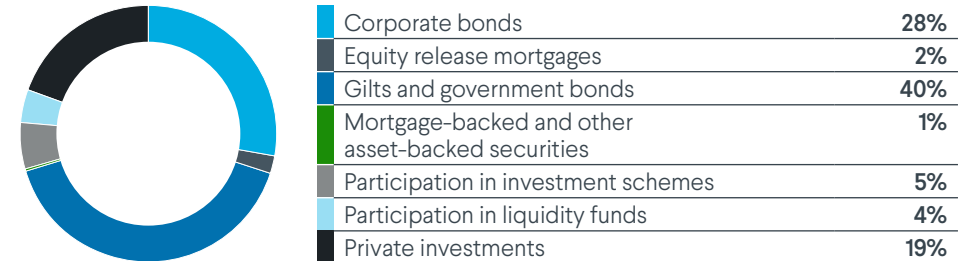 Corporate bonds 28%
Equity release mortgages 2%
Gilts and government bonds 40%
Mortgage-backed and other 1%
asset-backed securities
Participation in investment schemes 5%
Participation in liquidity funds 4%
Private investments 19%